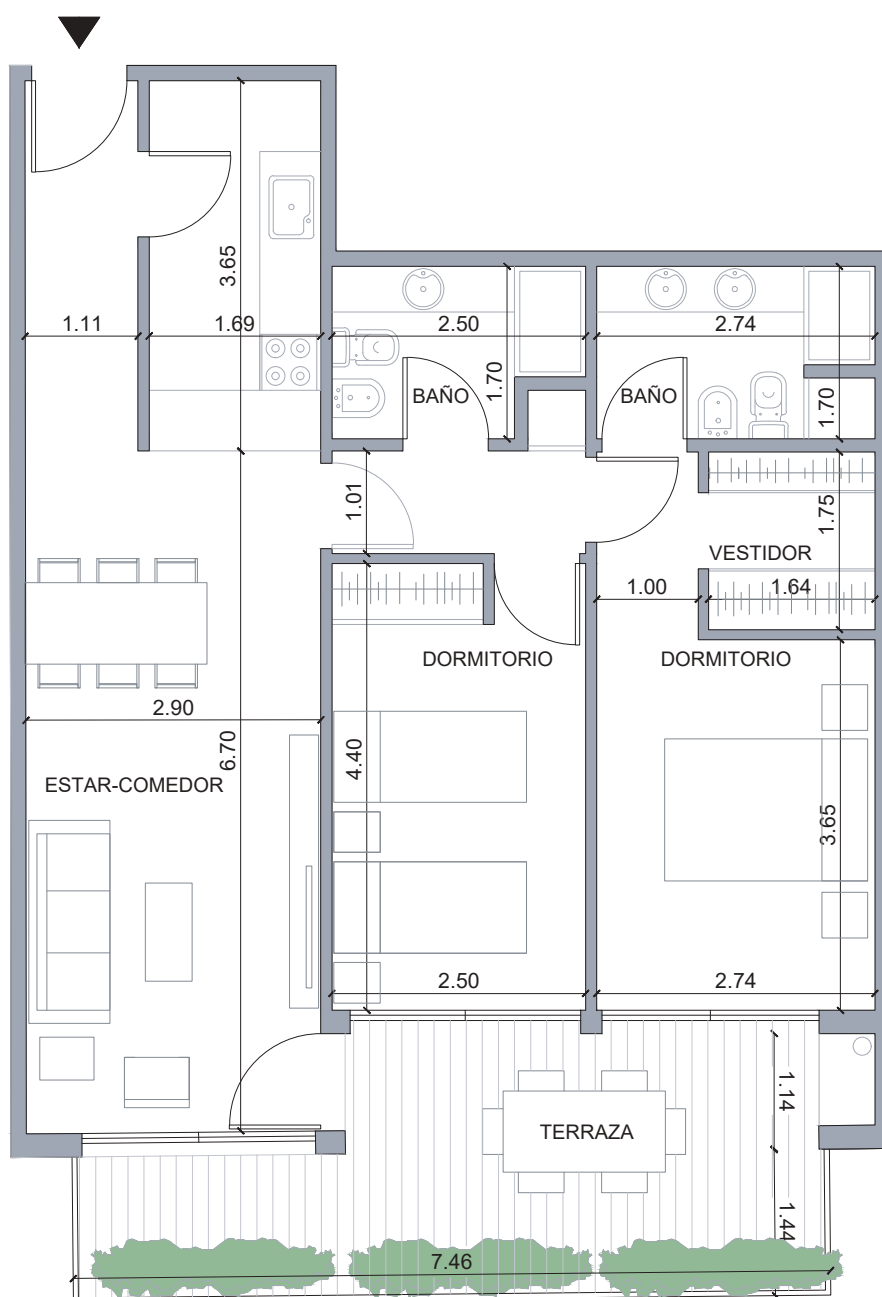 3.65
1.11
1.69
2.50
2.74
1.70
1.70
BAÑO
BAÑO
1.01
1.75
VESTIDOR
1.00
1.64
DORMITORIO
DORMITORIO
2.90
6.70
4.40
ESTAR-COMEDOR
3.65
2.50
2.74
1.14
TERRAZA
1.44
7.46